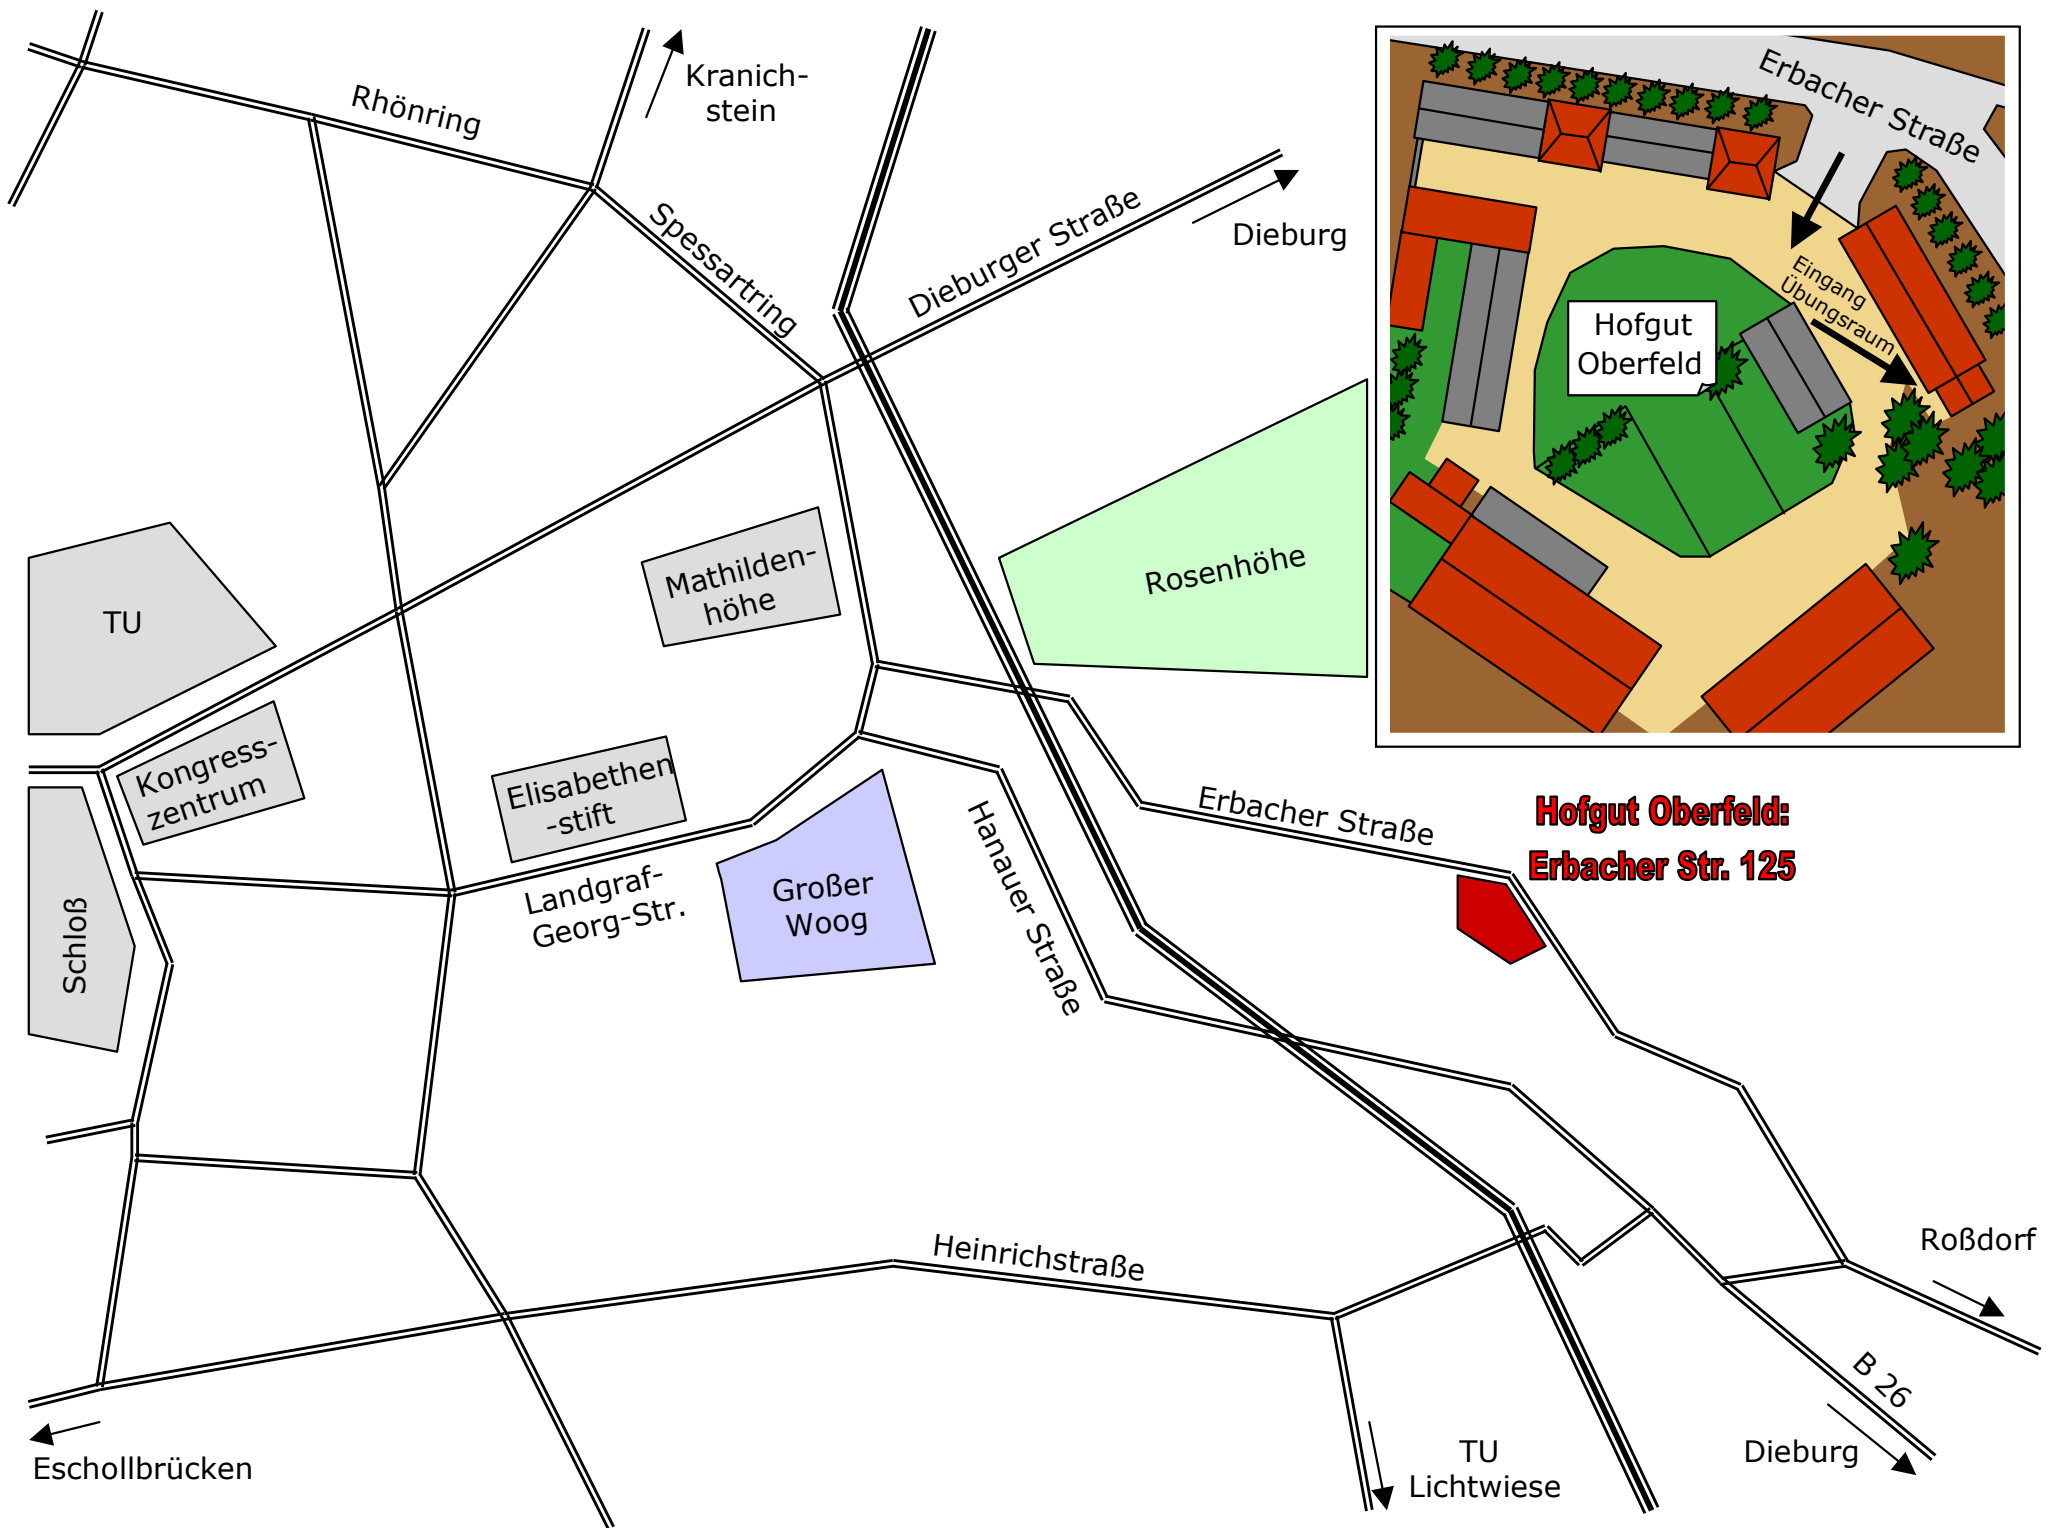 Rhönring
Kranich-
stein
Spessartring
Dieburger Straße
Dieburg
Erbacher Straße
Eingang
Übungsraum
Hofgut
Oberfeld
Mathilden-
höhe
Rosenhöhe
TU
Kongress-
zentrum
Elisabethen
-stift
Schloß
Landgraf-
Georg-Str.
Großer
Woog
Hanauer Straße
Erbacher Straße
Hofgut Oberfeld:
Erbacher Str. 125
Heinrichstraße
Roßdorf
B 26
Dieburg
TU
Lichtwiese
Eschollbrücken